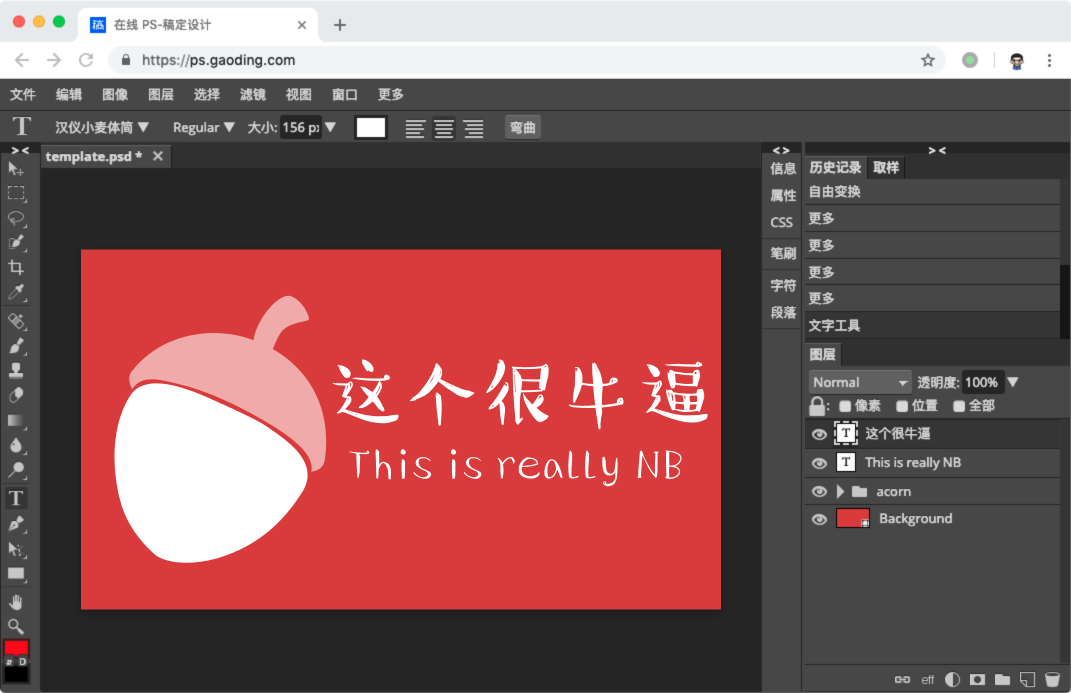 稿 在线 PS-稿定设计
https://ps.gaoding.com
文件 编辑 图像 图层 选择 滤镜 视图 窗口 更多
T 汉仪小麦体简 Regular 大小: 156 p 弯曲
template.psd *
信息
属性
CSS
笔刷
字符
段落
历史记录 取样
自由变换
更多
更多
更多
更多
文字工具
图层
Normal 透明度: 100%
像素 位置 全部
T 这个很牛逼
T This is really NB
acorn
Background
eff
这个很牛逼
This is really NB
T
D